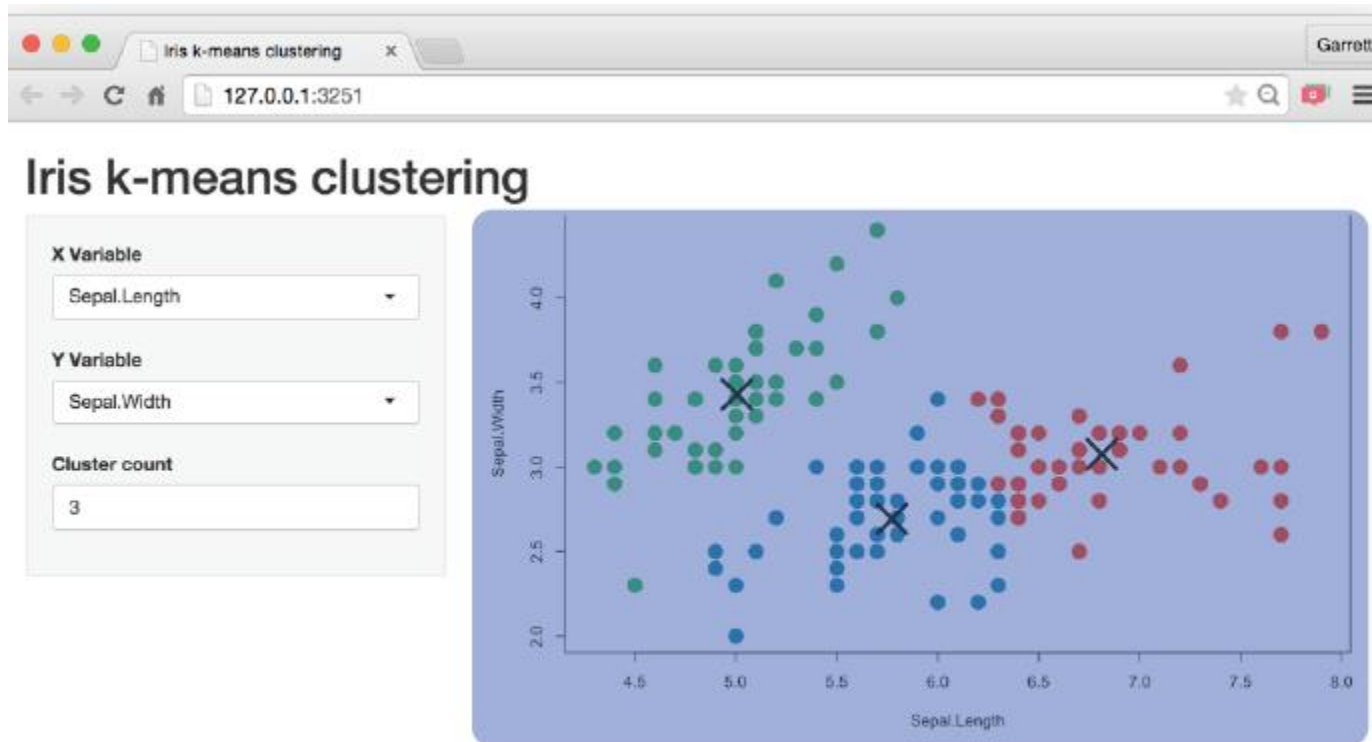 Iris k-means clustering x
Garrett
127.0.0.1:3251
Iris k-means clustering
X Variable
Sepal.Length
Y Variable
Sepal.Width
Cluster count
3
Sepal.Width
4.0
3.5
3.0
2.5
2.0
4.5 5.0 5.5 6.0 6.5 7.0 7.5 8.0
Sepal.Length